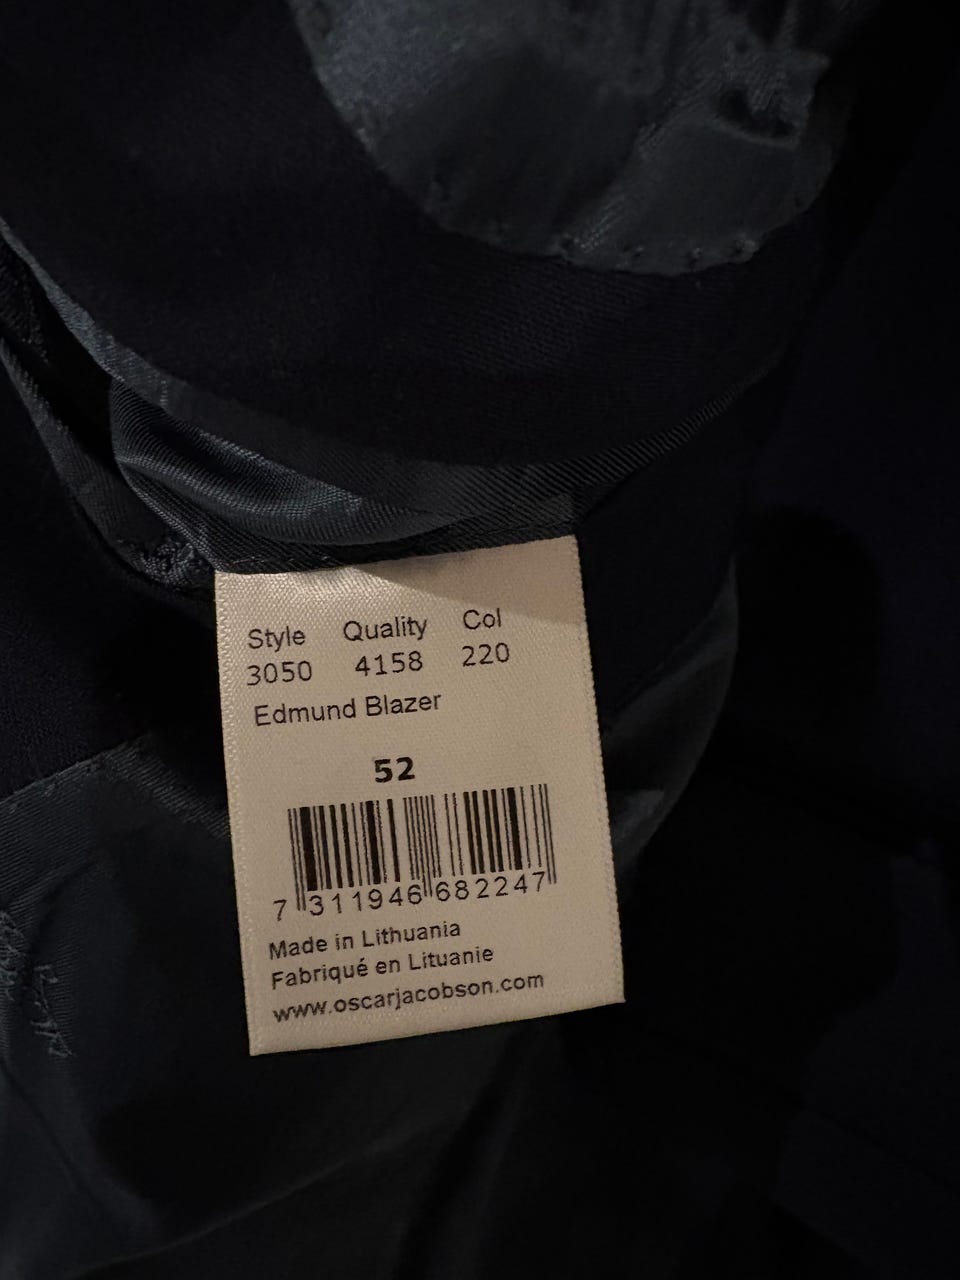 Style Quality Col
3050 4158 220
Edmund Blazer
52
7 311946 682247
Made in Lithuania
Fabriqué en Lituanie
www.oscarjacobson.com